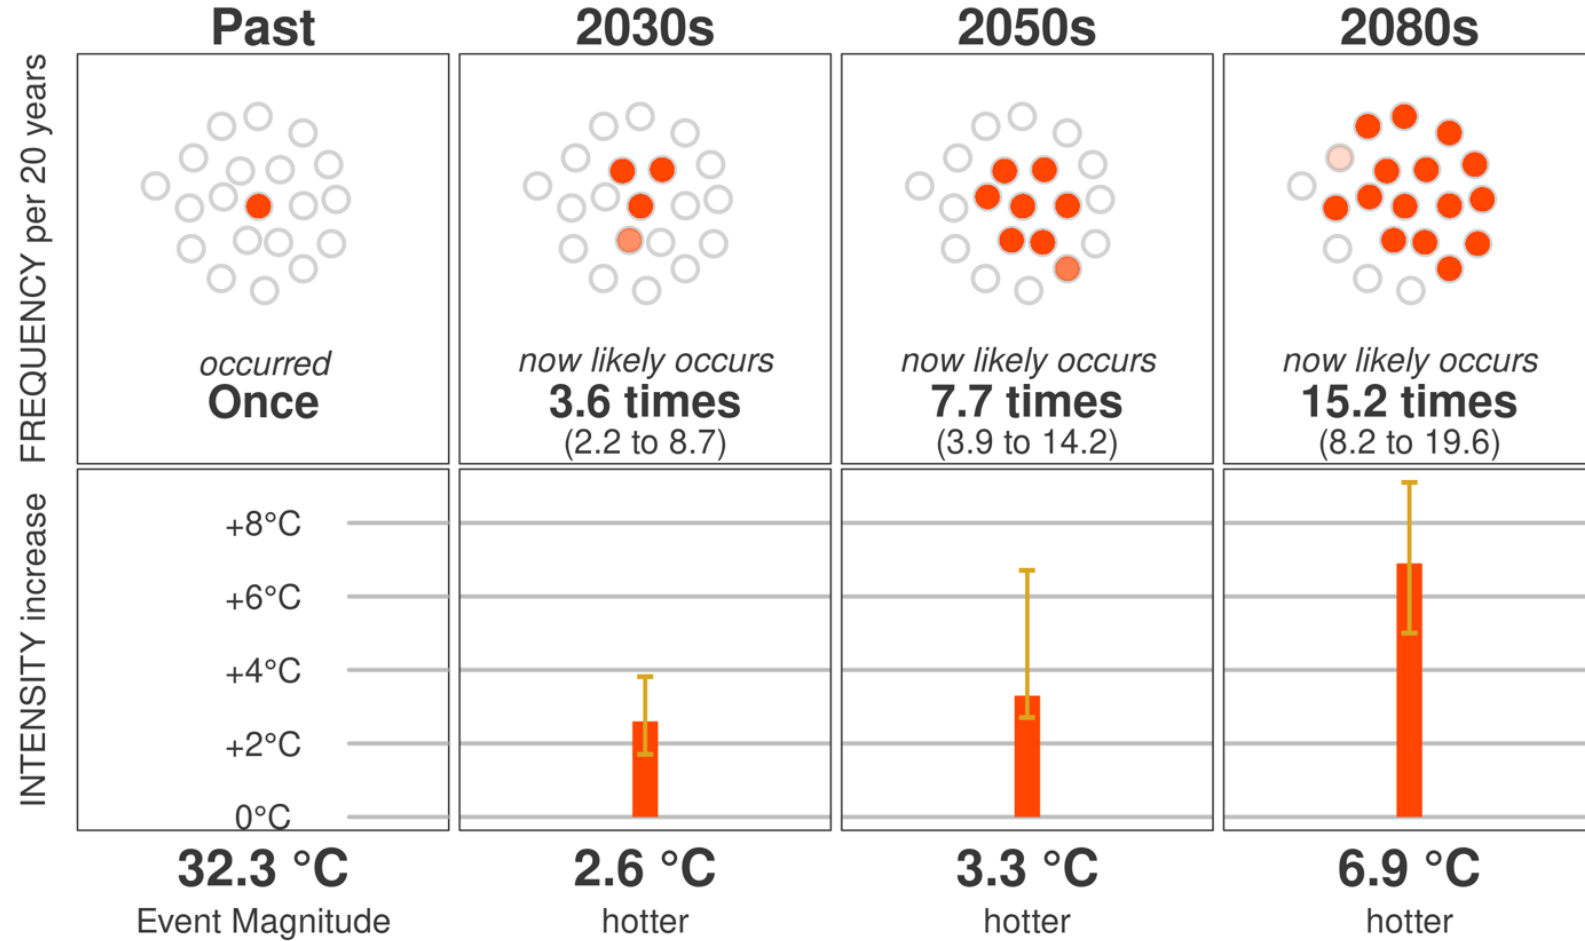 Past
2030s
2050s
2080s
FREQUENCY per 20 years
occurred
Once
now likely occurs
3.6 times
(2.2 to 8.7)
now likely occurs
7.7 times
(3.9 to 14.2)
now likely occurs
15.2 times
(8.2 to 19.6)
INTENSITY increase
+8°C
+6°C
+4°C
+2°C
0°C
32.3 °C
Event Magnitude
2.6 °C
hotter
3.3 °C
hotter
6.9 °C
hotter